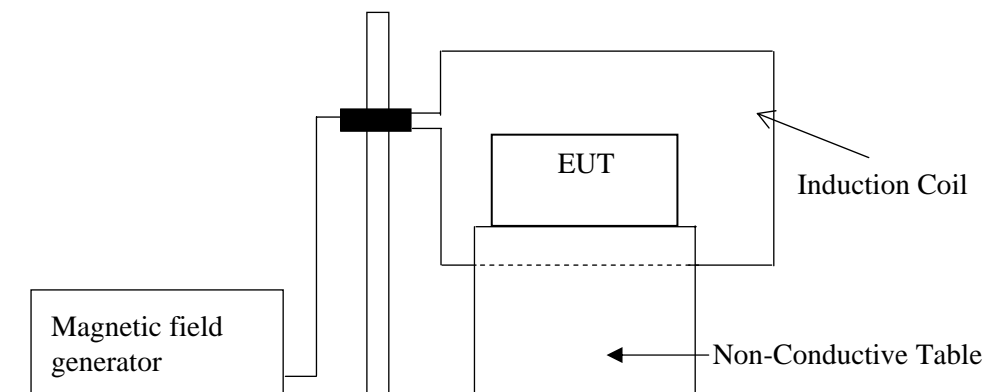 EUT
Induction Coil
Magnetic field
generator
Non-Conductive Table